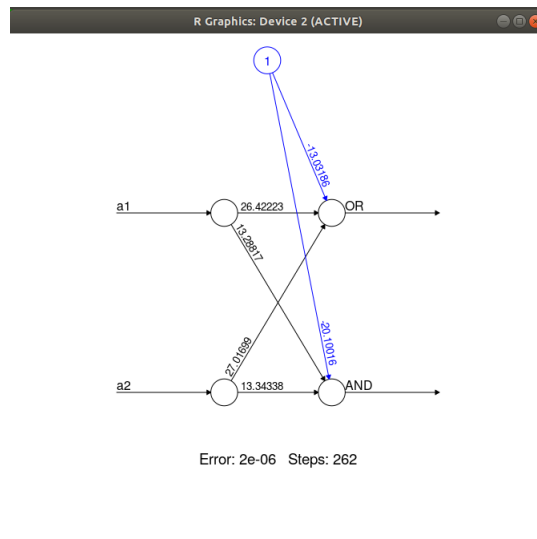 R Graphics: Device 2 (ACTIVE)
1
-13.03186
a1
26.42223
OR
13.28817
-20.10016
27.01699
a2
13.34338
AND
Error: 2e-06 Steps: 262